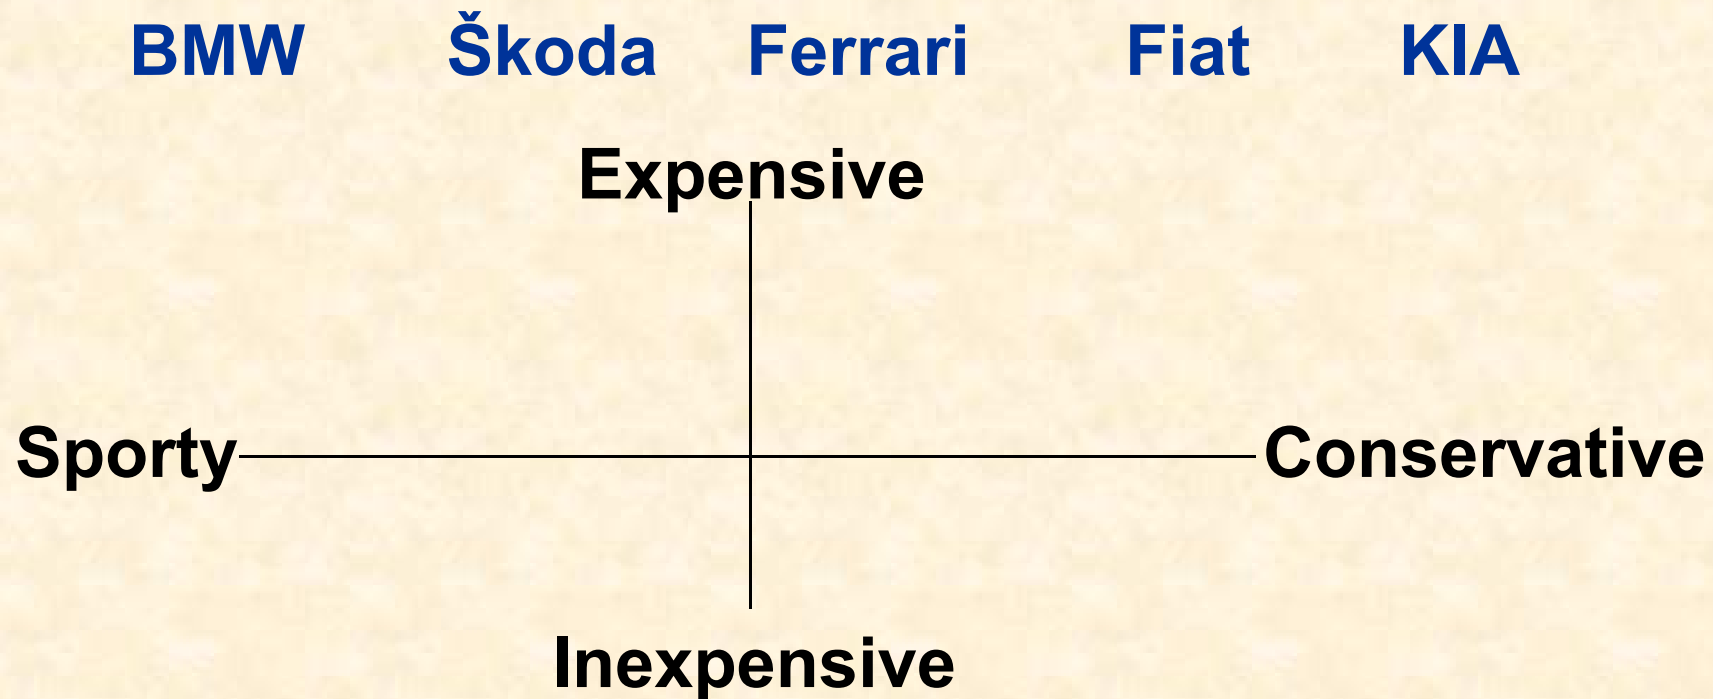 BMW Škoda Ferrari Fiat KIA
Expensive
Sporty Conservative
Inexpensive